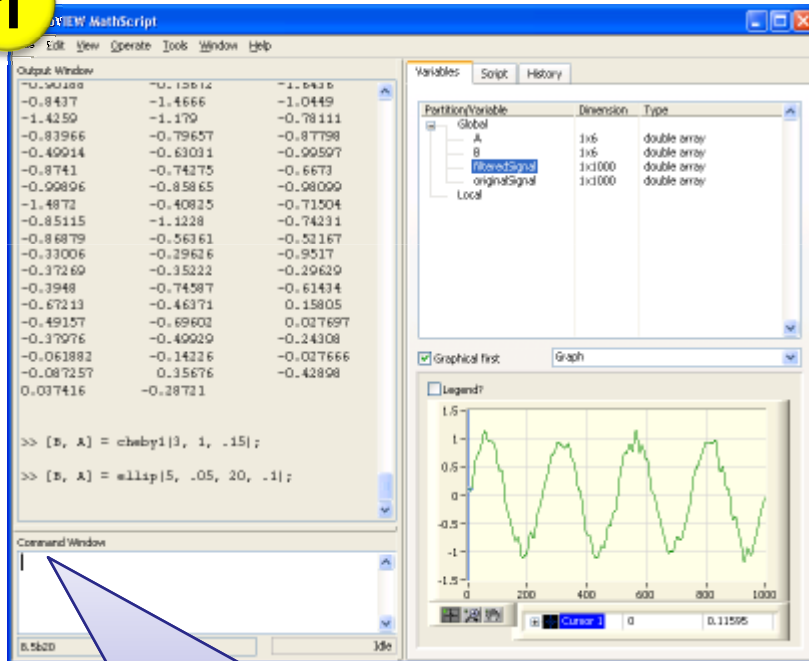 1
VIEW MathScript
Edit View Operate Tools Window Help
Output Window
-0.90188 -0.15612 -1.6436
-0.8437 -1.4666 -1.0449
-1.4259 -1.179 -0.78111
-0.83966 -0.79657 -0.87798
-0.49914 -0.63031 -0.99597
-0.8741 -0.74275 -0.6673
-0.99896 -0.85865 -0.98099
-1.4872 -0.40825 -0.71504
-0.85115 -1.1228 -0.74231
-0.86879 -0.56361 -0.52167
-0.33006 -0.29626 -0.9517
-0.37269 -0.35222 -0.29629
-0.3948 -0.74587 -0.61434
-0.67213 -0.46371 0.15805
-0.49157 -0.69602 0.027697
-0.37976 -0.49929 -0.24308
-0.061882 -0.14226 -0.027666
-0.087257 0.35676 -0.42898
0.037416 -0.28721
>> [B, A] = cheby1(3, 1, .15);
>> [B, A] = ellip(5, .05, 20, .1);
Command Window
8.5b20 Idle
Variables Script History
Partition/Variable Dimension Type
Global
A 1x6 double array
B 1x6 double array
filteredSignal 1x1000 double array
originalSignal 1x1000 double array
Local
Graphical first Graph
Legend?
1.5
1
0.5
0
-0.5
-1
-1.5
0 200 400 600 800 1000
Cursor 1 0 0.11595